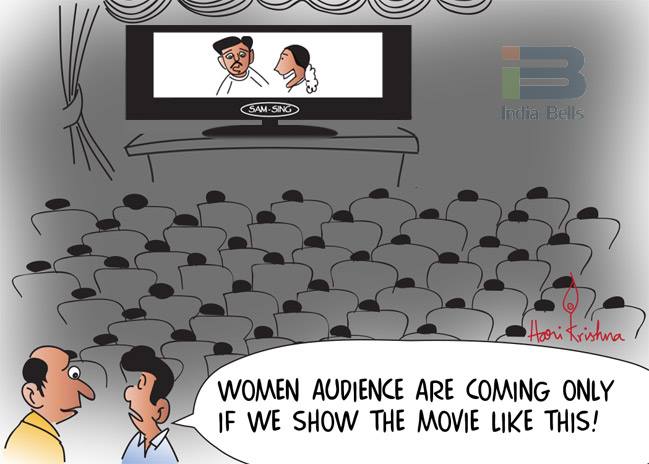 India Bells
SAM-SING
Hari Krishna
WOMEN AUDIENCE ARE COMING ONLY
IF WE SHOW THE MOVIE LIKE THIS!